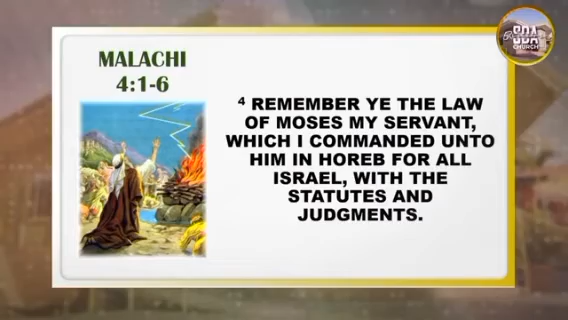 MALACHI
4:1-6
4 REMEMBER YE THE LAW
OF MOSES MY SERVANT,
WHICH I COMMANDED UNTO
HIM IN HOREB FOR ALL
ISRAEL, WITH THE
STATUTES AND
JUDGMENTS.
SDA
CHURCH